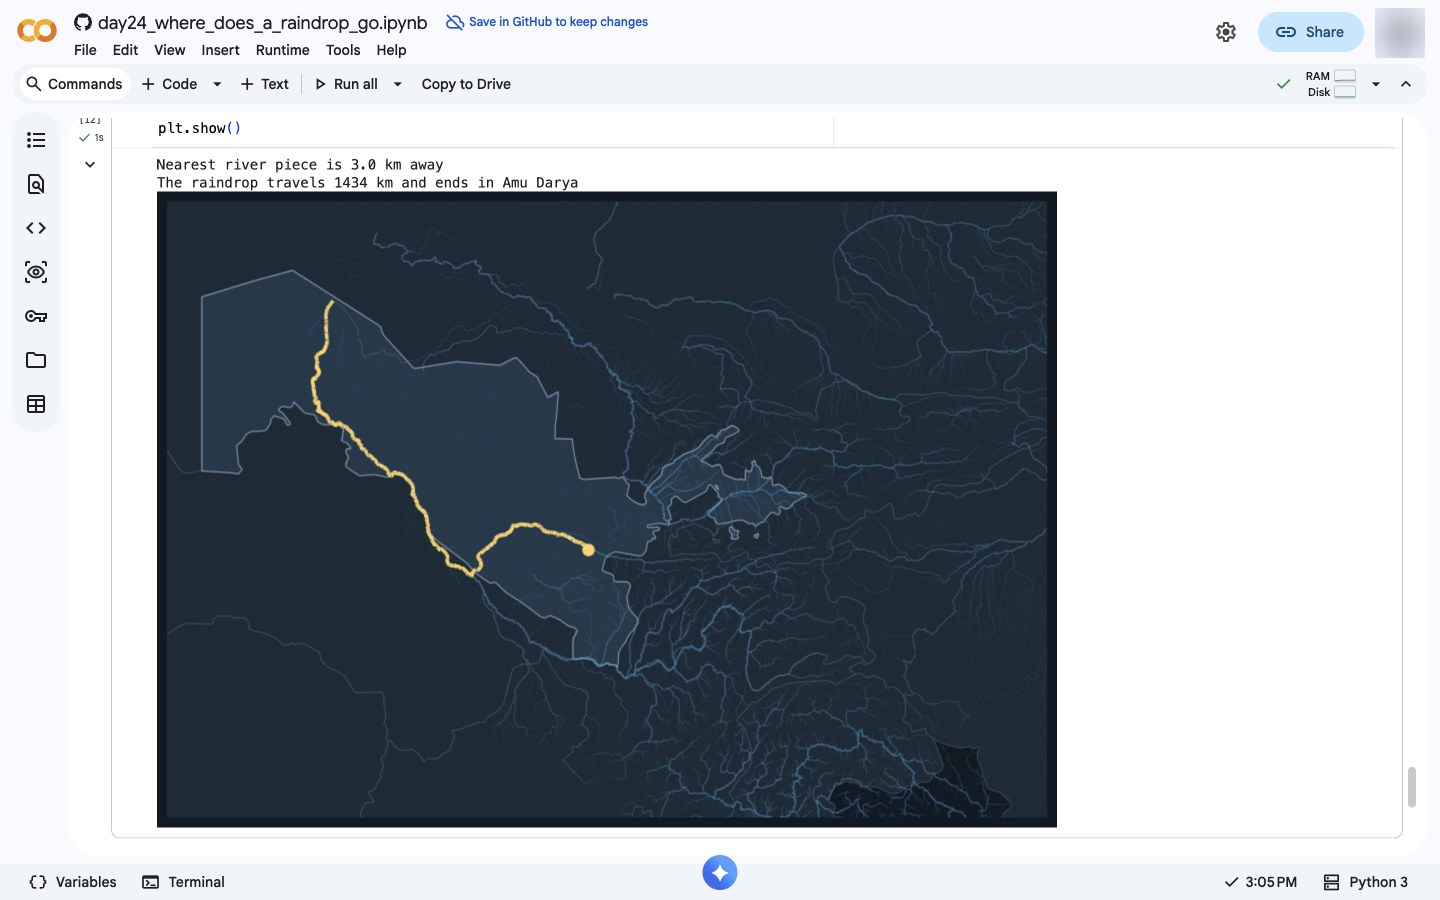 day24_where_does_a_raindrop_go.ipynb
Save in GitHub to keep changes
Share
File Edit View Insert Runtime Tools Help
Commands + Code + Text Run all Copy to Drive
RAM
Disk
[12]
1s
plt.show()
Nearest river piece is 3.0 km away
The raindrop travels 1434 km and ends in Amu Darya
Variables Terminal 3:05 PM Python 3